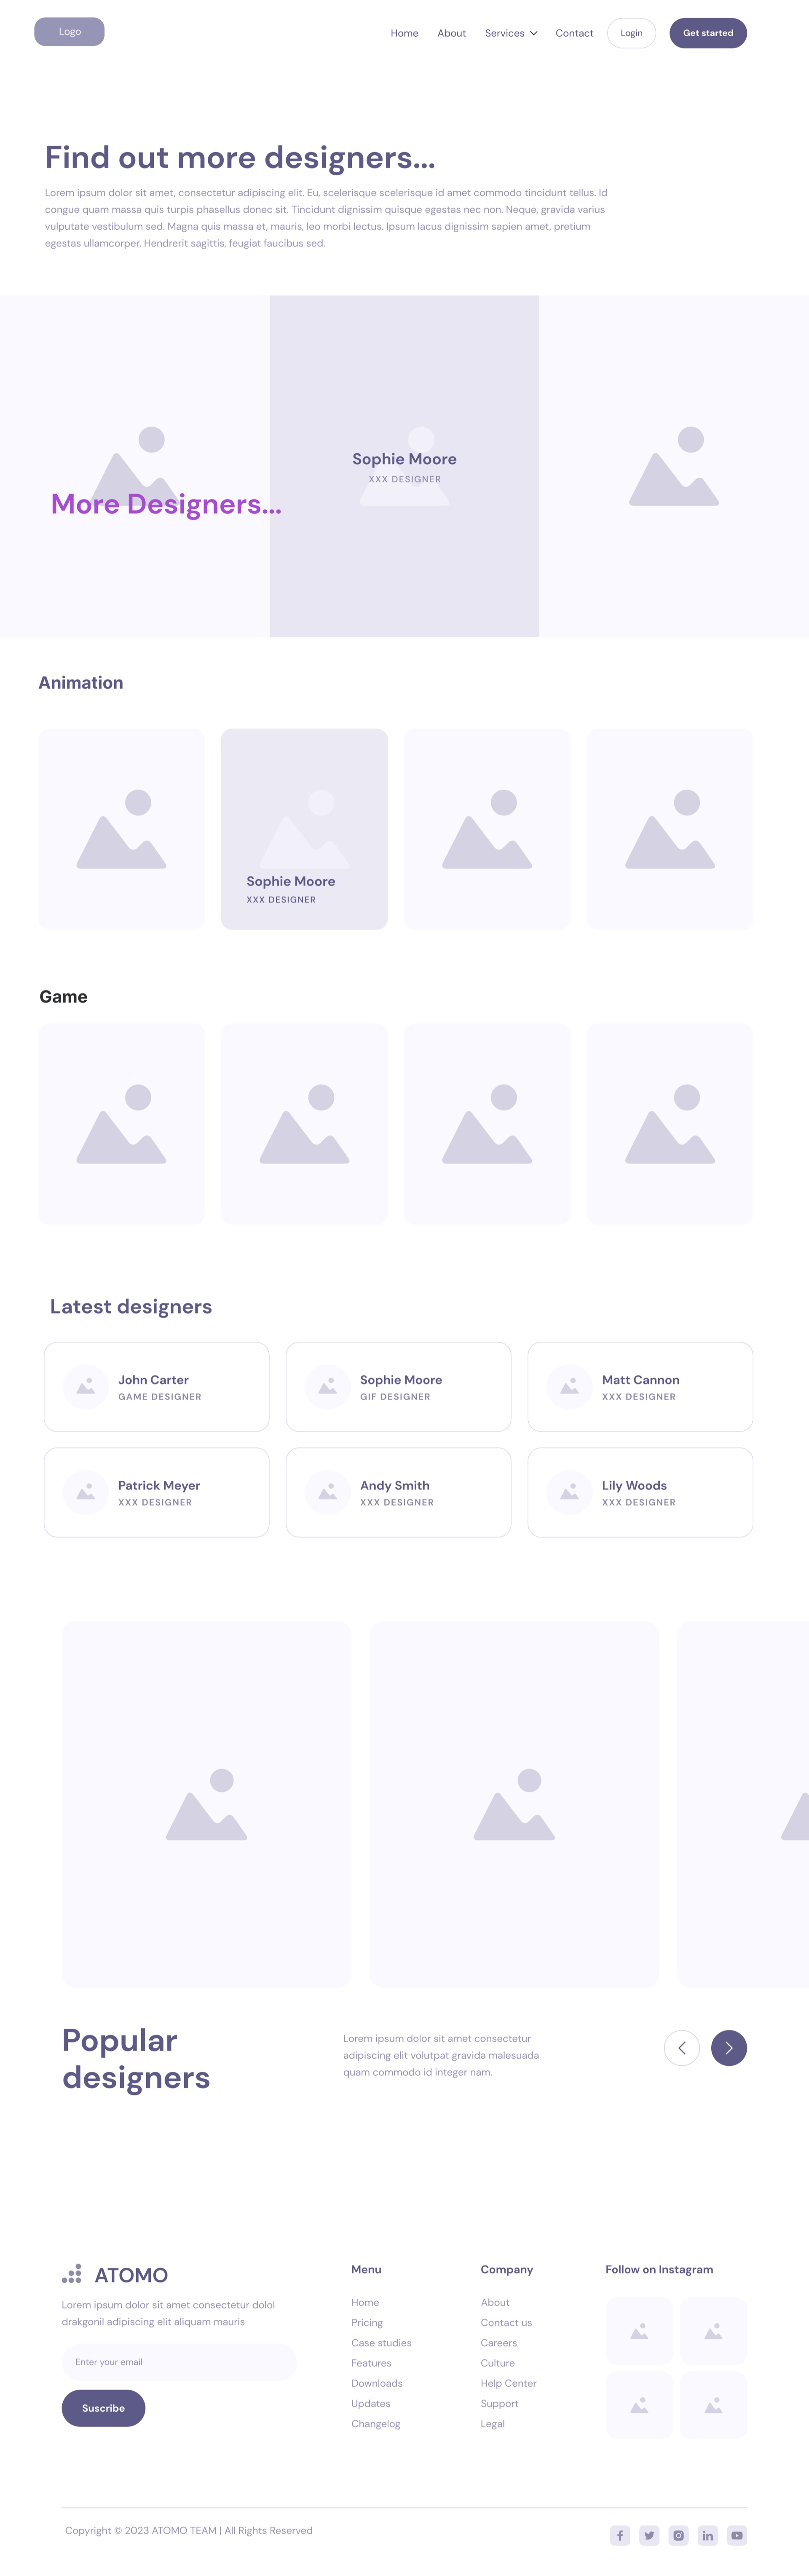 Logo
Home About Services Contact Login Get started
Find out more designers...
Lorem ipsum dolor sit amet, consectetur adipiscing elit. Eu, scelerisque scelerisque id amet commodo tincidunt tellus. Id
congue quam massa quis turpis phasellus donec sit. Tincidunt dignissim quisque egestas nec non. Neque, gravida varius
vulputate vestibulum sed. Magna quis massa et, mauris, leo morbi lectus. Ipsum lacus dignissim sapien amet, pretium
egestas ullamcorper. Hendrerit sagittis, feugiat faucibus sed.
Sophie Moore
XXX DESIGNER
More Designers...
Animation
Sophie Moore
XXX DESIGNER
Game
Latest designers
John Carter
GAME DESIGNER
Sophie Moore
GIF DESIGNER
Matt Cannon
XXX DESIGNER
Patrick Meyer
XXX DESIGNER
Andy Smith
XXX DESIGNER
Lily Woods
XXX DESIGNER
Popular
designers
Lorem ipsum dolor sit amet consectetur
adipiscing elit volutpat gravida malesuada
quam commodo id integer nam.
ATOMO
Lorem ipsum dolor sit amet consectetur dolol
drakgonil adipiscing elit aliquam mauris
Enter your email
Suscribe
Menu
Home
Pricing
Case studies
Features
Downloads
Updates
Changelog
Company
About
Contact us
Careers
Culture
Help Center
Support
Legal
Follow on Instagram
Copyright © 2023 ATOMO TEAM | All Rights Reserved